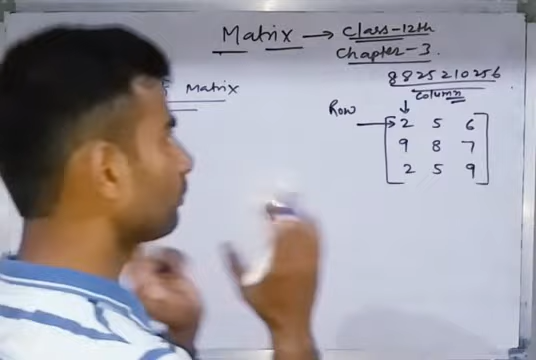 Matrix → Class-12th
Chapter-3.
8825210256
Matrix
Column
Row
2 5 6
9 8 7
2 5 9